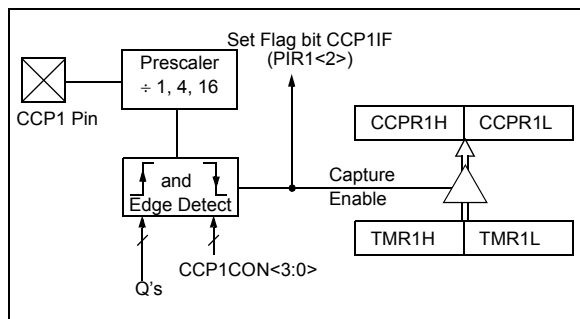 Set Flag bit CCP1IF
(PIR1<2>)
Prescaler
÷ 1, 4, 16
CCP1 Pin
CCPR1H
CCPR1L
and
Edge Detect
Capture
Enable
TMR1H
TMR1L
CCP1CON<3:0>
Q's